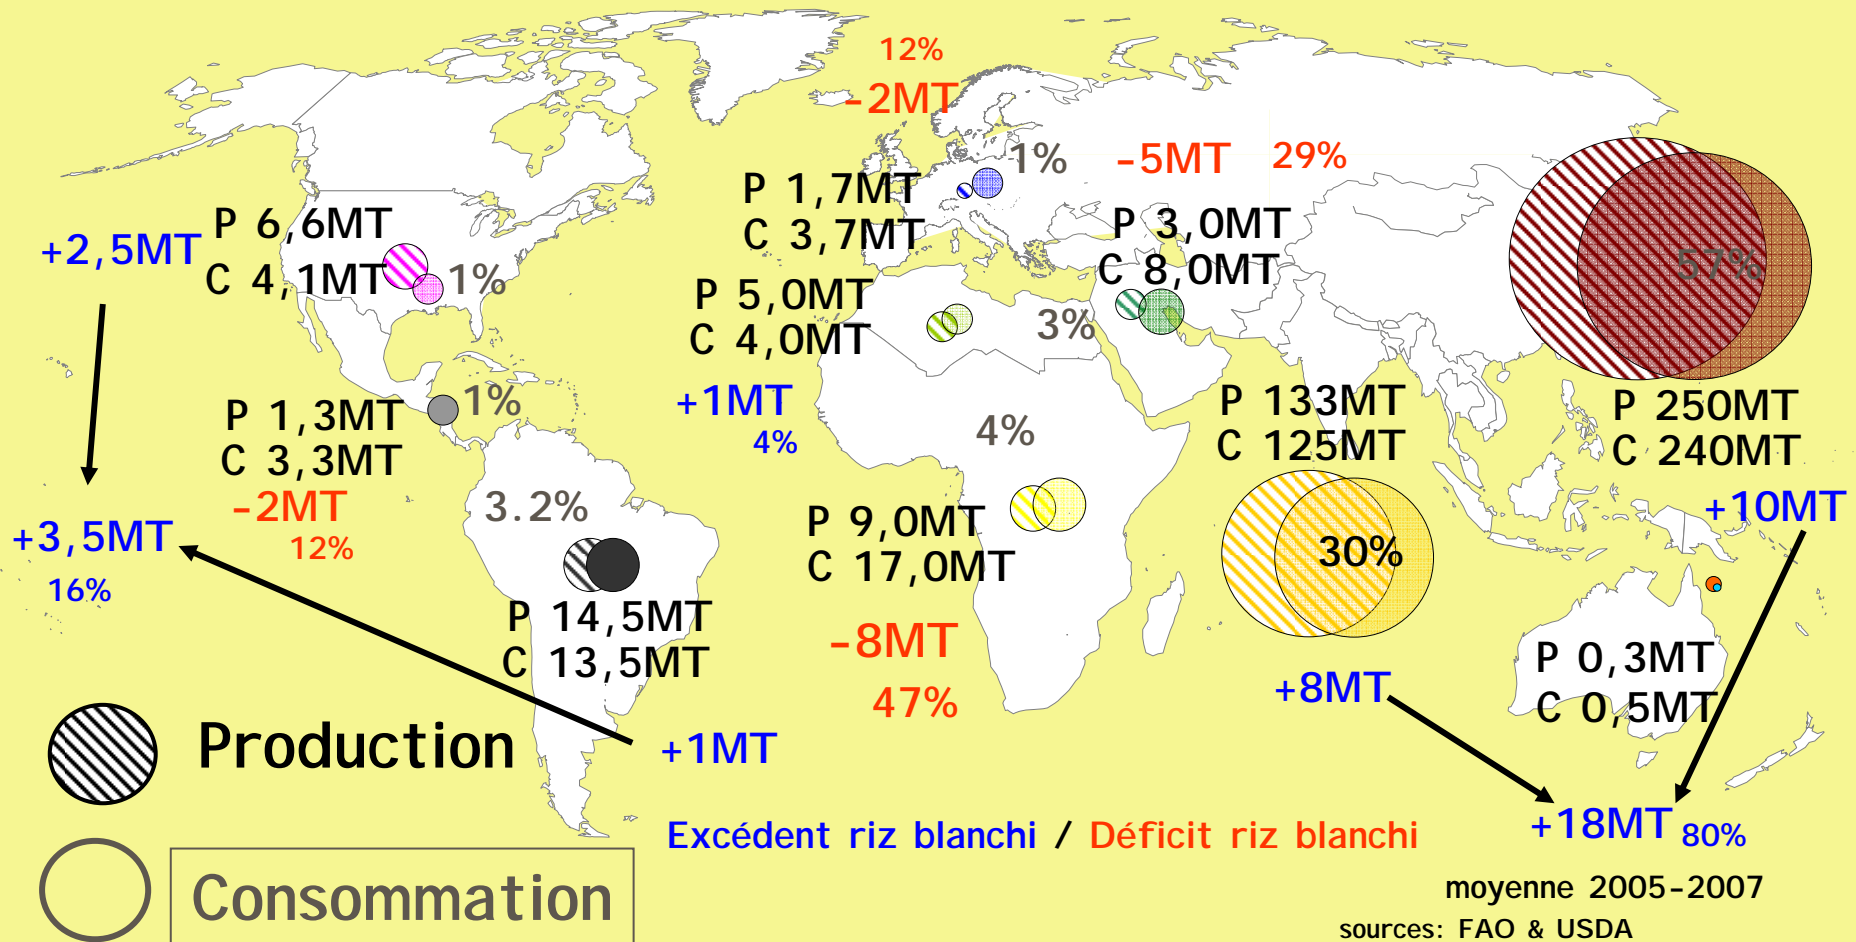 12%
-2MT
1%
-5MT 29%
P 1,7MT
C 3,7MT
P 6,6MT
C 4,1MT
1%
+2,5MT
P 3,0MT
C 8,0MT
57%
P 5,0MT
C 4,0MT
3%
+1MT
4%
P 1,3MT
C 3,3MT
1%
-2MT
12%
4%
P 133MT
C 125MT
P 250MT
C 240MT
+10MT
3.2%
+3,5MT
16%
P 9,0MT
C 17,0MT
30%
P 14,5MT
C 13,5MT
-8MT
47%
+8MT
P 0,3MT
C 0,5MT
Production
+1MT
Excédent riz blanchi / Déficit riz blanchi
+18MT 80%
Consommation
moyenne 2005-2007
sources: FAO & USDA